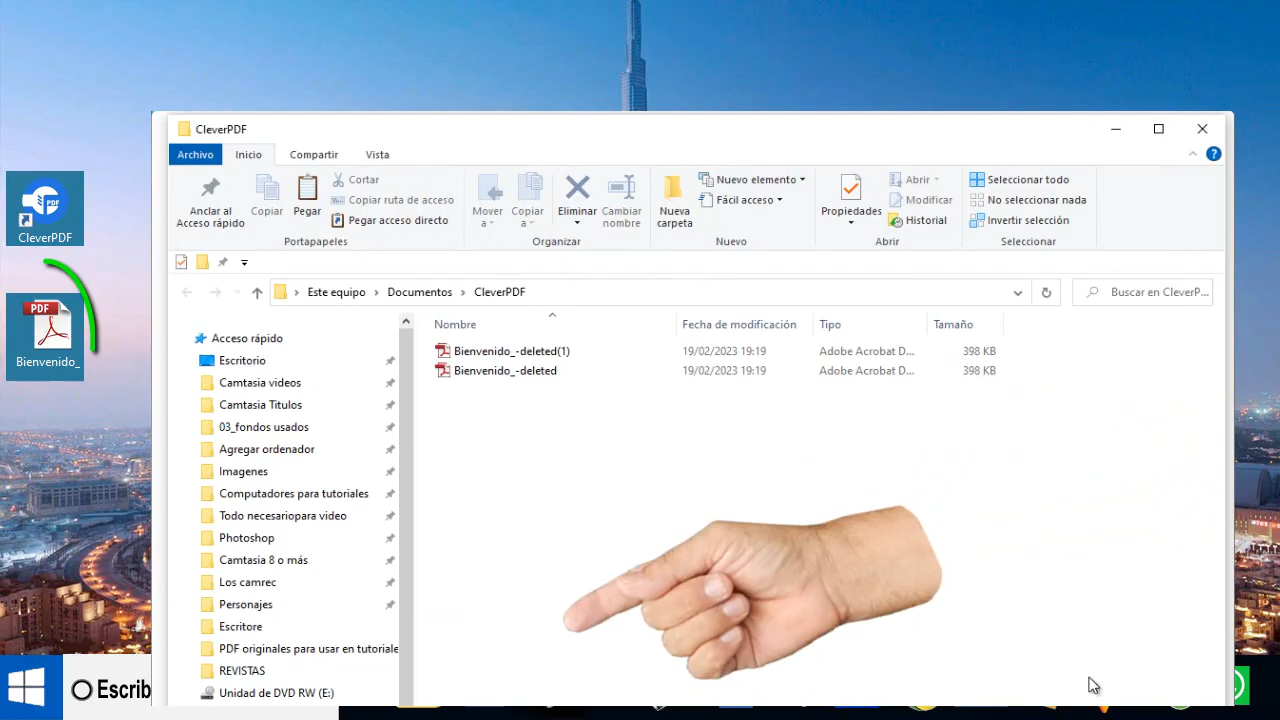 CleverPDF
Archivo Inicio Compartir Vista
Anclar al Acceso rápido
Copiar
Pegar
Cortar
Copiar ruta de acceso
Pegar acceso directo
Portapapeles
Mover a
Copiar a
Eliminar
Cambiar nombre
Organizar
Nueva carpeta
Nuevo elemento
Fácil acceso
Nuevo
Propiedades
Abrir
Modificar
Historial
Abrir
Seleccionar todo
No seleccionar nada
Invertir selección
Seleccionar
Este equipo > Documentos > CleverPDF
Buscar en CleverP...
Nombre Fecha de modificación Tipo Tamaño
Bienvenido_-deleted(1) 19/02/2023 19:19 Adobe Acrobat D... 398 KB
Bienvenido_-deleted 19/02/2023 19:19 Adobe Acrobat D... 398 KB
Acceso rápido
Escritorio
Camtasia videos
Camtasia Titulos
03_fondos usados
Agregar ordenador
Imagenes
Computadores para tutoriales
Todo necesariopara video
Photoshop
Camtasia 8 o más
Los camrec
Personajes
Escritore
PDF originales para usar en tutoriale
REVISTAS
Unidad de DVD RW (E:)
PDF
CleverPDF
PDF
Bienvenido_
Escrib